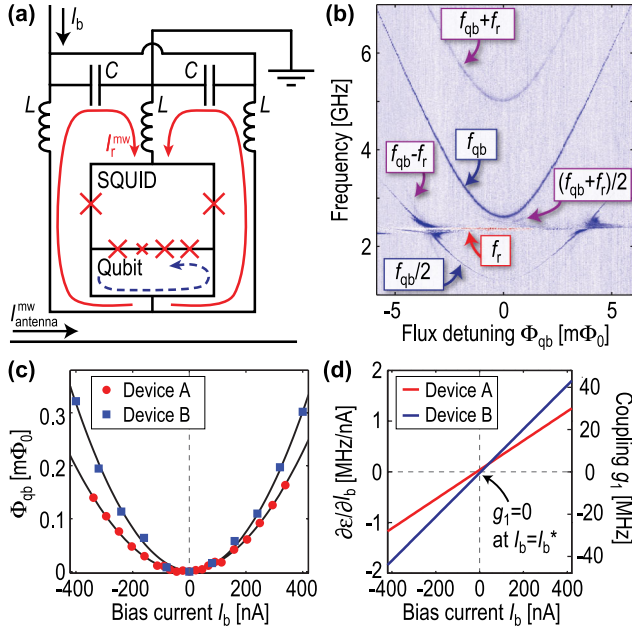 (a)
I_b
C
C
L
L
L
I_r^mw
SQUID
Qubit
I_antenna^mw
(b)
Frequency [GHz]
6
4
2
f_qb+f_r
f_qb
f_qb-f_r
(f_qb+f_r)/2
f_r
f_qb/2
-5
0
5
Flux detuning Φ_qb [mΦ_0]
(c)
Device A
Device B
Φ_qb [mΦ_0]
0.3
0.2
0.1
0
-400
-200
0
200
400
Bias current I_b [nA]
(d)
Device A
Device B
∂ε/∂I_b [MHz/nA]
2
1
0
-1
-2
Coupling g_1 [MHz]
40
20
0
-20
-40
g_1=0
at I_b=I_b*
-400
-200
0
200
400
Bias current I_b [nA]